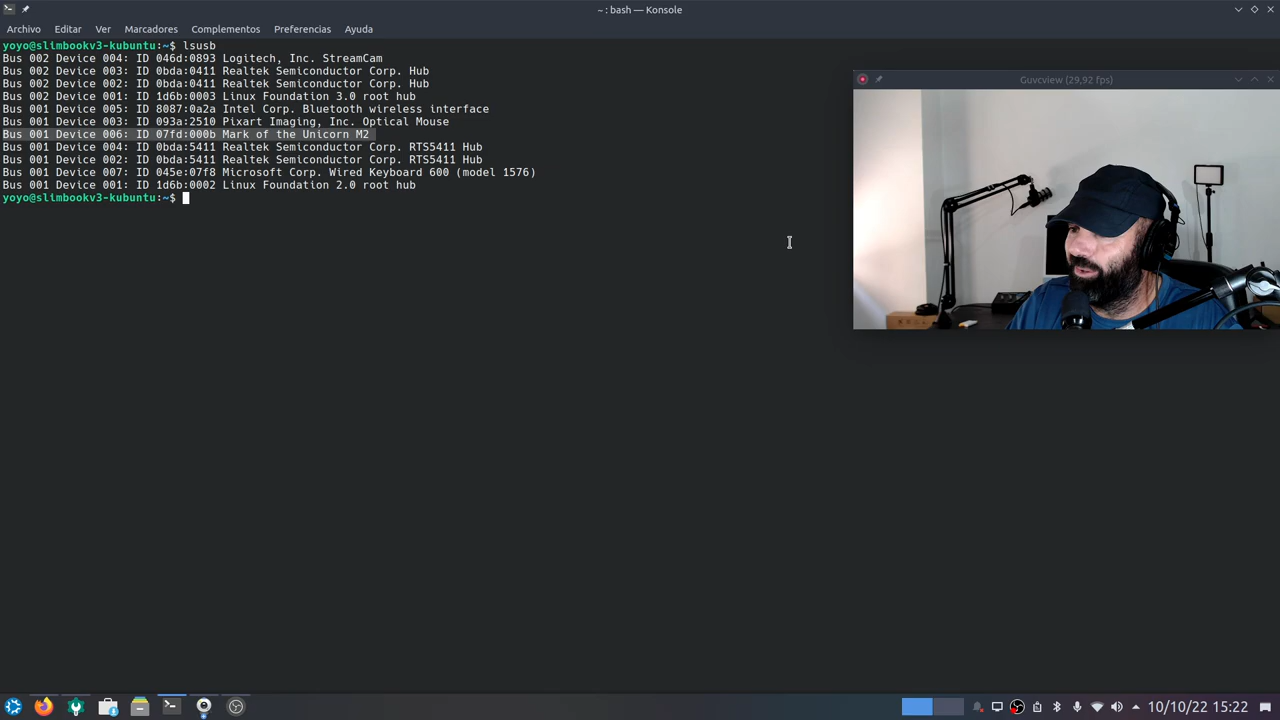 ~ : bash — Konsole
Archivo Editar Ver Marcadores Complementos Preferencias Ayuda
yoyo@slimbookv3-kubuntu:~$ lsusb
Bus 002 Device 004: ID 046d:0893 Logitech, Inc. StreamCam
Bus 002 Device 003: ID 0bda:0411 Realtek Semiconductor Corp. Hub
Bus 002 Device 002: ID 0bda:0411 Realtek Semiconductor Corp. Hub
Bus 002 Device 001: ID 1d6b:0003 Linux Foundation 3.0 root hub
Bus 001 Device 005: ID 8087:0a2a Intel Corp. Bluetooth wireless interface
Bus 001 Device 003: ID 093a:2510 Pixart Imaging, Inc. Optical Mouse
Bus 001 Device 006: ID 07fd:000b Mark of the Unicorn M2
Bus 001 Device 004: ID 0bda:5411 Realtek Semiconductor Corp. RTS5411 Hub
Bus 001 Device 002: ID 0bda:5411 Realtek Semiconductor Corp. RTS5411 Hub
Bus 001 Device 007: ID 045e:07f8 Microsoft Corp. Wired Keyboard 600 (model 1576)
Bus 001 Device 001: ID 1d6b:0002 Linux Foundation 2.0 root hub
yoyo@slimbookv3-kubuntu:~$
Guvcview (29,92 fps)
10/10/22 15:22